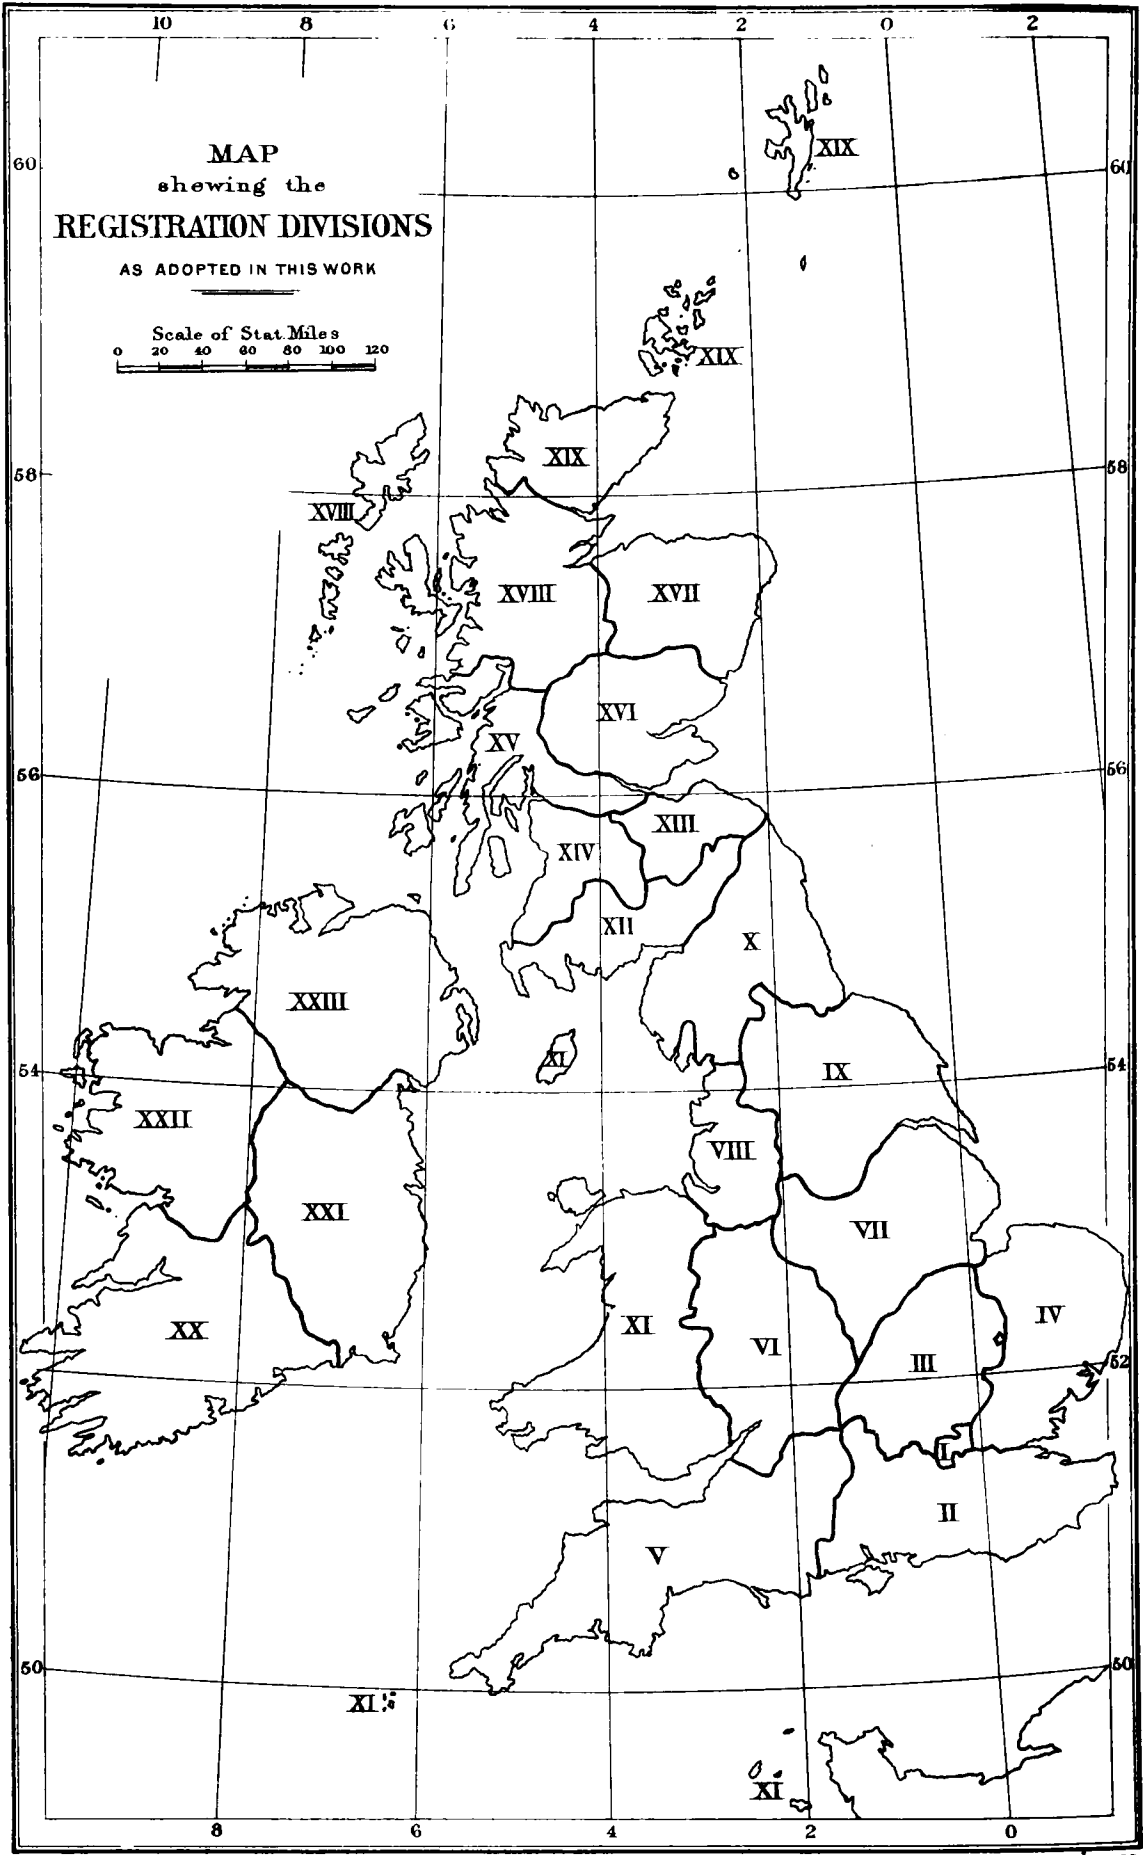 10 8 6 4 2 0 2
MAP
shewing the
REGISTRATION DIVISIONS
AS ADOPTED IN THIS WORK
Scale of Stat. Miles
0 20 40 60 80 100 120
XIX
60 60
XIX
XIX
58 58
XVIII
XVIII XVII
XVI
XV
56 56
XIII
XIV
XII
X
XXIII
XI
54 54
IX
XXII
VIII
XXI
VII
IV
XX
XI
VI
III
52
I
II
V
50 50
XI
XI
8 6 4 2 0